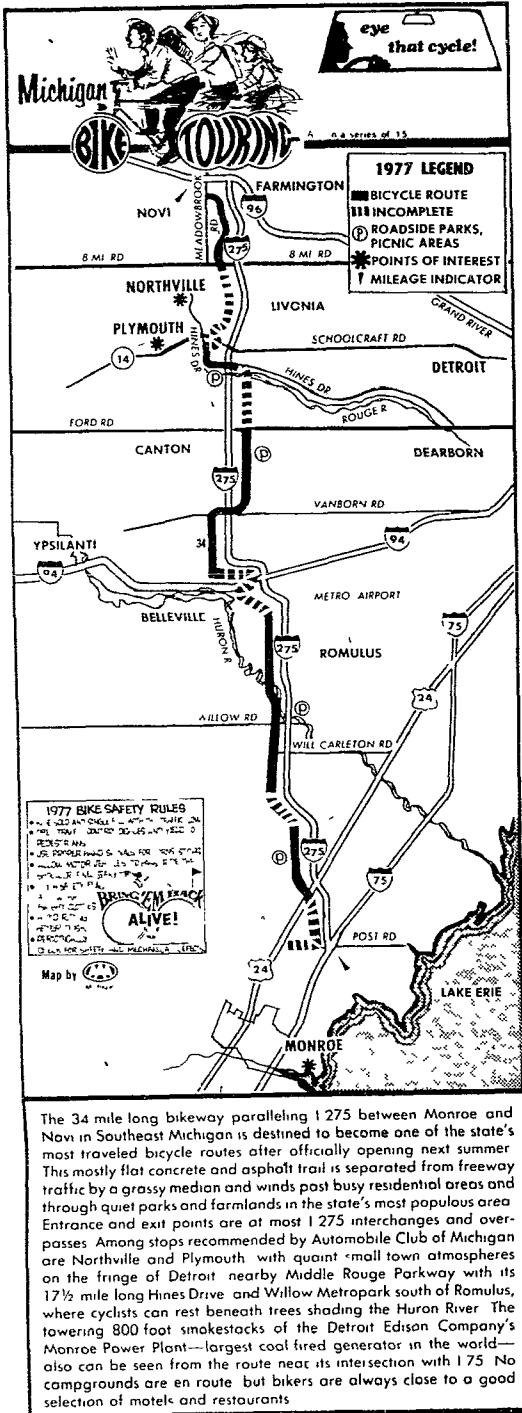 eye
that cycle!
Michigan
BIKE
TOURING
n a series of 15
1977 LEGEND
BICYCLE ROUTE
INCOMPLETE
P ROADSIDE PARKS,
PICNIC AREAS
POINTS OF INTEREST
MILEAGE INDICATOR
FARMINGTON
NOVI
MEADOWBROOK
RD
96
275
8 MI RD
8 MI RD
NORTHVILLE
LIVONIA
GRAND RIVER
PLYMOUTH
HINES DR
SCHOOLCRAFT RD
14
DETROIT
P
HINES DR
ROUGE R
FORD RD
CANTON
P
DEARBORN
275
VANBORN RD
34
94
YPSILANTI
94
METRO AIRPORT
BELLEVILLE
HURON R
75
275
ROMULUS
24
P
WILLOW RD
WILL CARLETON RD
1977 BIKE SAFETY RULES
PEDESTRIANS
BRING 'EM BACK
ALIVE!
275
P
75
POST RD
Map by
24
LAKE ERIE
MONROE
The 34 mile long bikeway paralleling I 275 between Monroe and
Novi in Southeast Michigan is destined to become one of the state's
most traveled bicycle routes after officially opening next summer
This mostly flat concrete and asphalt trail is separated from freeway
traffic by a grassy median and winds past busy residential areas and
through quiet parks and farmlands in the state's most populous area
Entrance and exit points are at most I 275 interchanges and over-
passes Among stops recommended by Automobile Club of Michigan
are Northville and Plymouth with quaint small town atmospheres
on the fringe of Detroit nearby Middle Rouge Parkway with its
17½ mile long Hines Drive and Willow Metropark south of Romulus,
where cyclists can rest beneath trees shading the Huron River The
towering 800 foot smokestacks of the Detroit Edison Company's
Monroe Power Plant—largest coal fired generator in the world—
also can be seen from the route near its intersection with I 75 No
campgrounds are en route but bikers are always close to a good
selection of motels and restaurants